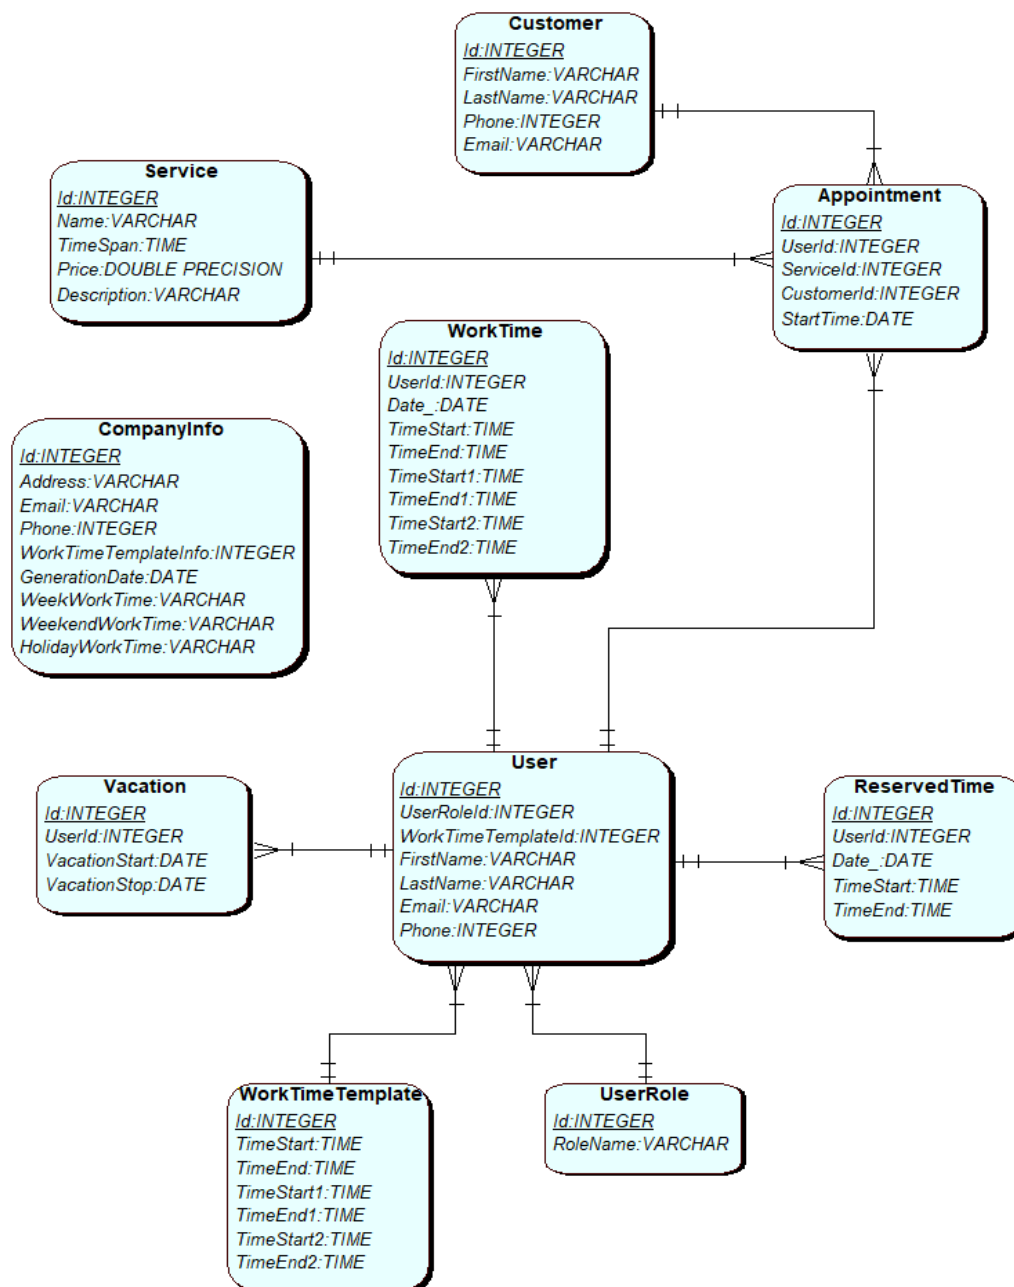 Customer
Id:INTEGER
FirstName:VARCHAR
LastName:VARCHAR
Phone:INTEGER
Email:VARCHAR
Service
Id:INTEGER
Name:VARCHAR
TimeSpan:TIME
Price:DOUBLE PRECISION
Description:VARCHAR
Appointment
Id:INTEGER
UserId:INTEGER
ServiceId:INTEGER
CustomerId:INTEGER
StartTime:DATE
WorkTime
Id:INTEGER
UserId:INTEGER
Date_:DATE
TimeStart:TIME
TimeEnd:TIME
TimeStart1:TIME
TimeEnd1:TIME
TimeStart2:TIME
TimeEnd2:TIME
CompanyInfo
Id:INTEGER
Address:VARCHAR
Email:VARCHAR
Phone:INTEGER
WorkTimeTemplateInfo:INTEGER
GenerationDate:DATE
WeekWorkTime:VARCHAR
WeekendWorkTime:VARCHAR
HolidayWorkTime:VARCHAR
Vacation
Id:INTEGER
UserId:INTEGER
VacationStart:DATE
VacationStop:DATE
User
Id:INTEGER
UserRoleId:INTEGER
WorkTimeTemplateId:INTEGER
FirstName:VARCHAR
LastName:VARCHAR
Email:VARCHAR
Phone:INTEGER
ReservedTime
Id:INTEGER
UserId:INTEGER
Date_:DATE
TimeStart:TIME
TimeEnd:TIME
WorkTimeTemplate
Id:INTEGER
TimeStart:TIME
TimeEnd:TIME
TimeStart1:TIME
TimeEnd1:TIME
TimeStart2:TIME
TimeEnd2:TIME
UserRole
Id:INTEGER
RoleName:VARCHAR